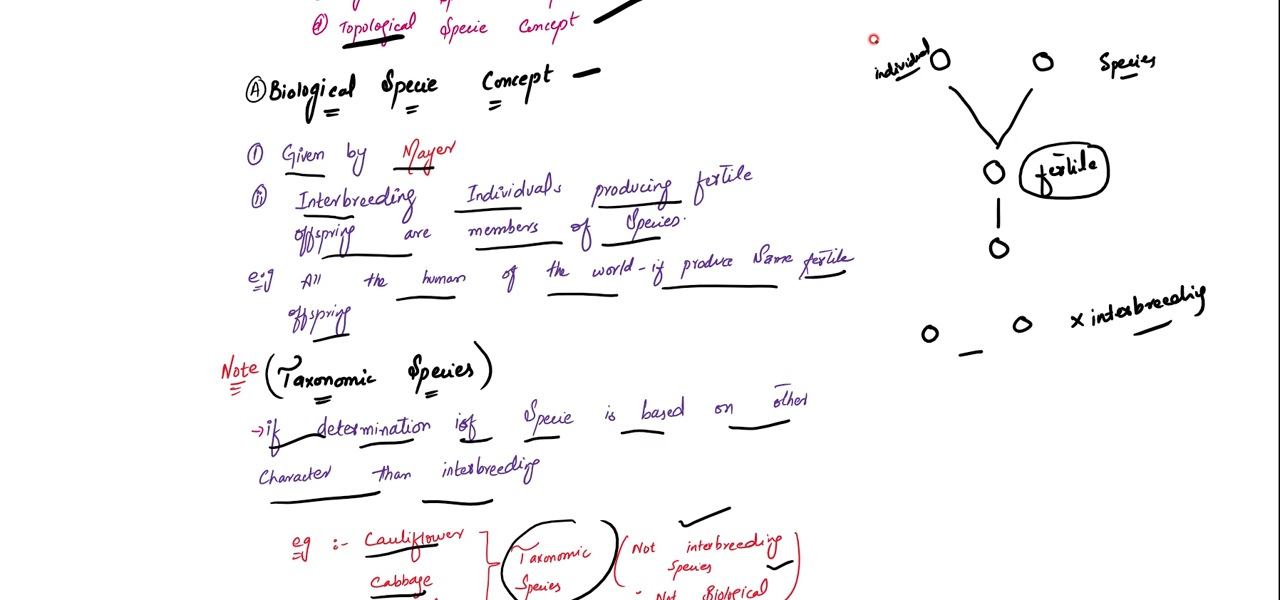 (d) Topological Specie Concept
(A) Biological Specie Concept -
(i) Given by Mayer
(ii) Interbreeding Individuals producing fertile
offspring are members of Species.
e.g All the human of the world - if produce Same fertile
offspring
Note (Taxonomic Species)
→ if determination of Specie is based on other
Character than interbreeding
eg :- Cauliflower
Cabbage
Taxonomic
Species
(Not interbreeding
Species
Not Biological
individual
Species
fertile
x interbreeding